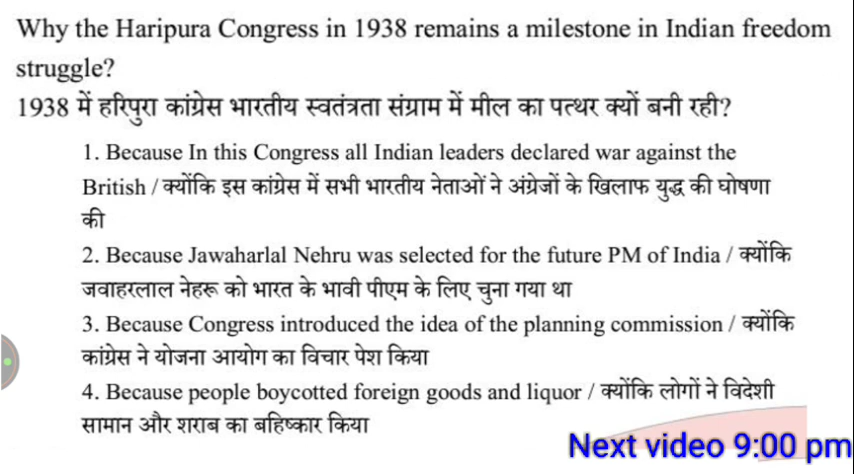 Why the Haripura Congress in 1938 remains a milestone in Indian freedom
struggle?
1938 में हरिपुरा कांग्रेस भारतीय स्वतंत्रता संग्राम में मील का पत्थर क्यों बनी रही?
1. Because In this Congress all Indian leaders declared war against the
British / क्योंकि इस कांग्रेस में सभी भारतीय नेताओं ने अंग्रेजों के खिलाफ युद्ध की घोषणा
की
2. Because Jawaharlal Nehru was selected for the future PM of India / क्योंकि
जवाहरलाल नेहरू को भारत के भावी पीएम के लिए चुना गया था
3. Because Congress introduced the idea of the planning commission / क्योंकि
कांग्रेस ने योजना आयोग का विचार पेश किया
4. Because people boycotted foreign goods and liquor / क्योंकि लोगों ने विदेशी
सामान और शराब का बहिष्कार किया
Next video 9:00 pm